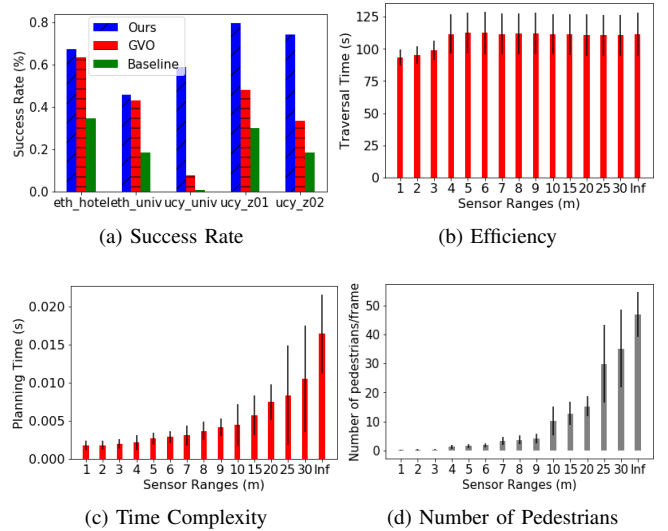 Success Rate (%)
0.8
0.6
0.4
0.2
0.0
Ours
GVO
Baseline
eth_hotel eth_univ ucy_univ ucy_z01 ucy_z02
(a) Success Rate
Traversal Time (s)
125
100
75
50
25
0
1 2 3 4 5 6 7 8 9 10 15 20 25 30 Inf
Sensor Ranges (m)
(b) Efficiency
Planning Time (s)
0.020
0.015
0.010
0.005
0.000
1 2 3 4 5 6 7 8 9 10 15 20 25 30 Inf
Sensor Ranges (m)
(c) Time Complexity
Number of pedestrians/frame
50
40
30
20
10
0
1 2 3 4 5 6 7 8 9 10 15 20 25 30 Inf
Sensor Ranges (m)
(d) Number of Pedestrians